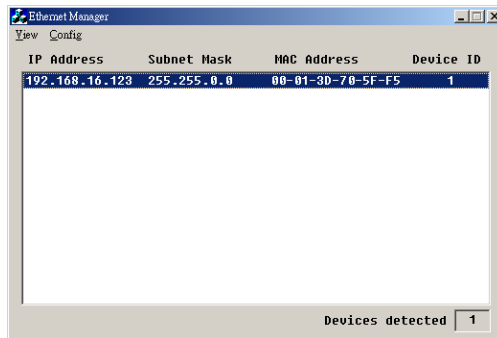 Ethernet Manager
View Config
IP Address Subnet Mask MAC Address Device ID
192.168.16.123 255.255.0.0 00-01-3D-70-5F-F5 1
Devices detected 1